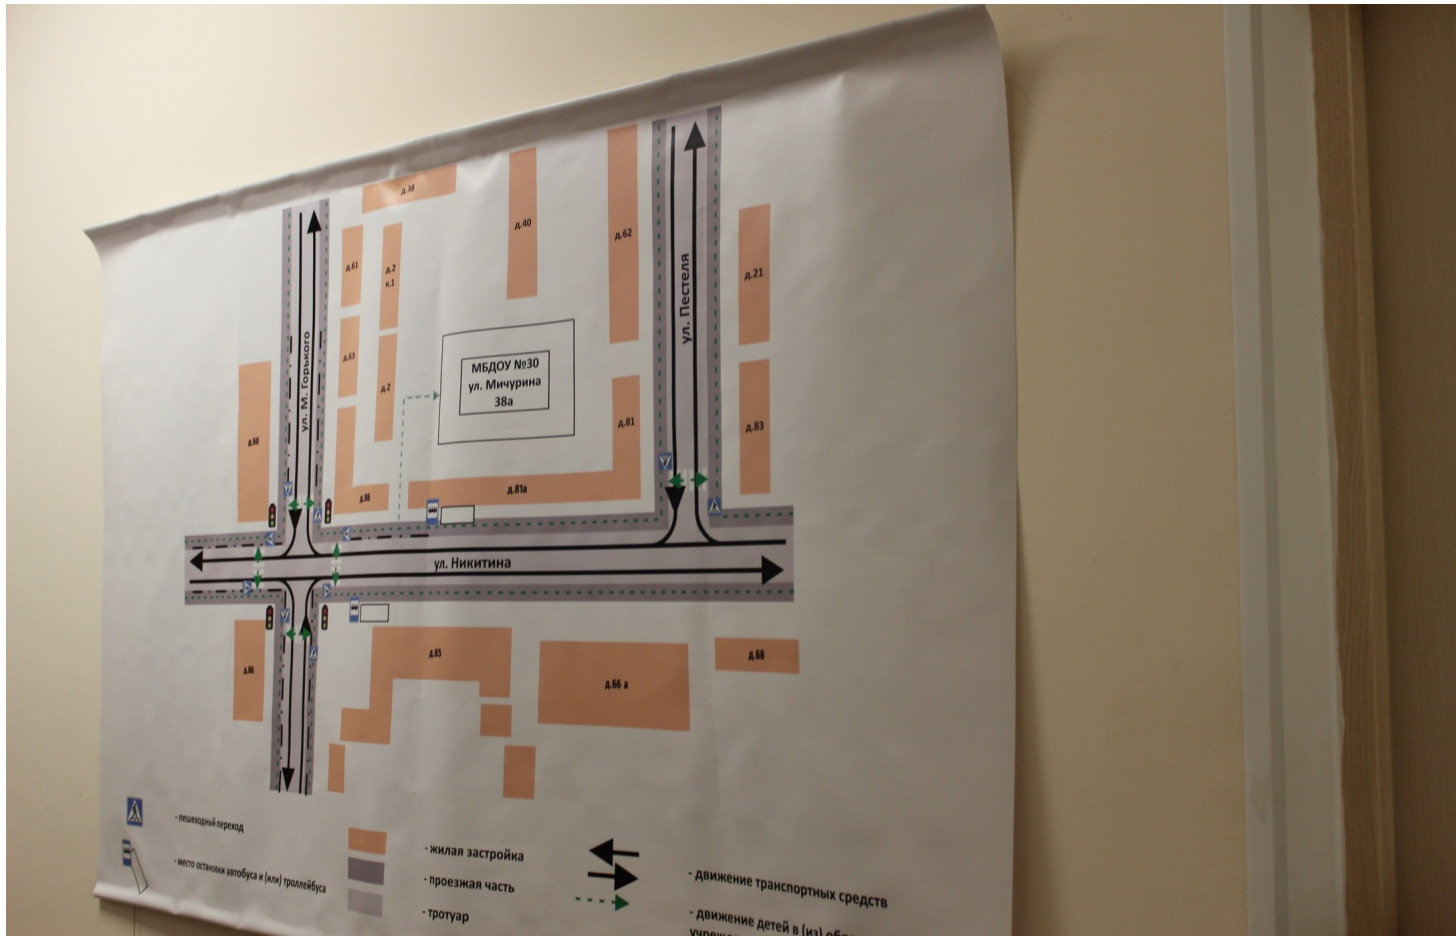 д.38
д.40
д.62
д.61
д.2
к.1
д.21
ул. Пестеля
ул. М. Горького
д.63
д.2
МБДОУ №30
ул. Мичурина
38а
д.60
д.81
д.83
д.86
д.81а
ул. Никитина
д.86
д.85
д.66 а
д.68
- пешеходный переход
- место остановки автобуса и (или) троллейбуса
- жилая застройка
- проезжая часть
- тротуар
- движение транспортных средств
- движение детей в (из)